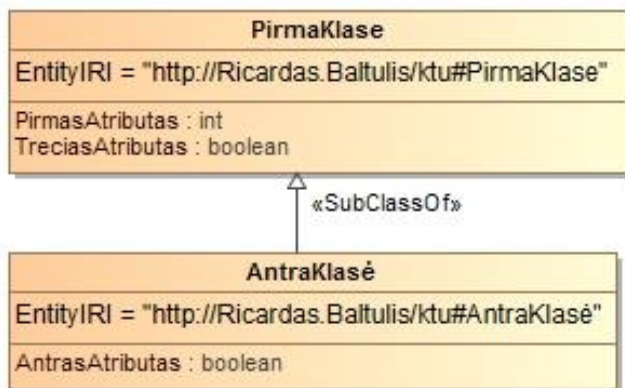 PirmaKlase
EntityIRI = "http://Ricardas.Baltulis/ktu#PirmaKlase"
PirmasAtributas : int
TreciasAtributas : boolean
«SubClassOf»
AntraKlasė
EntityIRI = "http://Ricardas.Baltulis/ktu#AntraKlasė"
AntrasAtributas : boolean